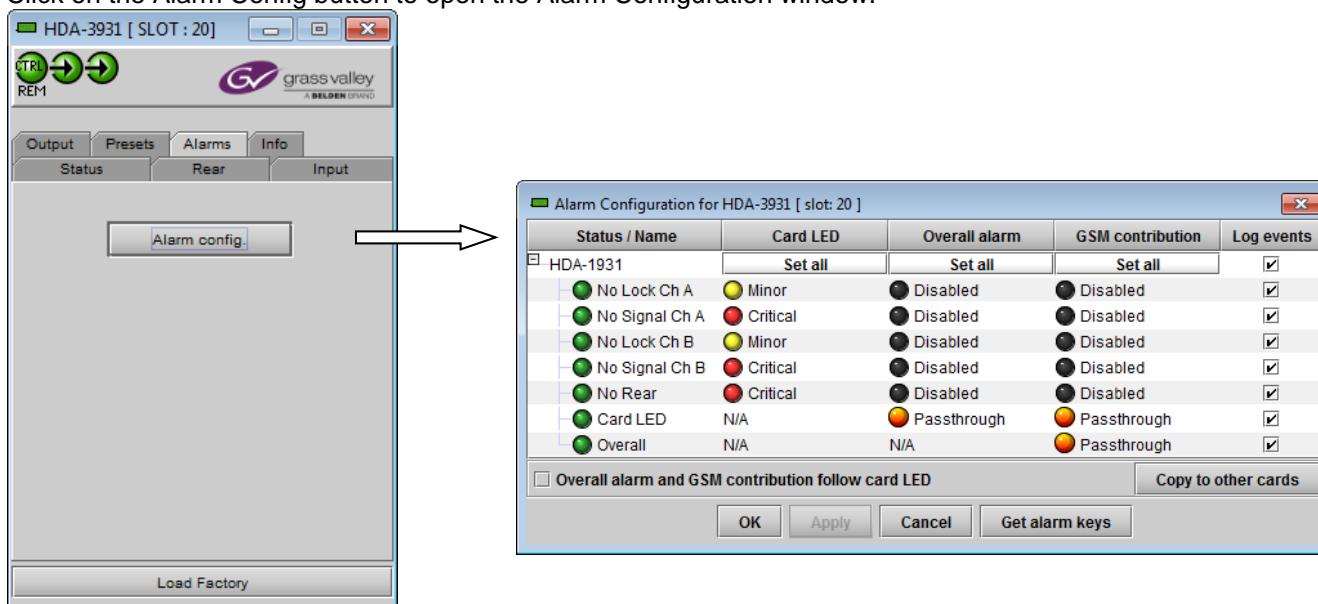 Click on the Alarm Config button to open the Alarm Configuration window.
HDA-3931 [ SLOT : 20]
CTRL
REM
grass valley
A BELDEN BRAND
Output Presets Alarms Info
Status Rear Input
Alarm config.
Load Factory
Alarm Configuration for HDA-3931 [ slot: 20 ]
Status / Name Card LED Overall alarm GSM contribution Log events
HDA-1931 Set all Set all Set all
No Lock Ch A Minor Disabled Disabled
No Signal Ch A Critical Disabled Disabled
No Lock Ch B Minor Disabled Disabled
No Signal Ch B Critical Disabled Disabled
No Rear Critical Disabled Disabled
Card LED N/A Passthrough Passthrough
Overall N/A N/A Passthrough
Overall alarm and GSM contribution follow card LED Copy to other cards
OK Apply Cancel Get alarm keys